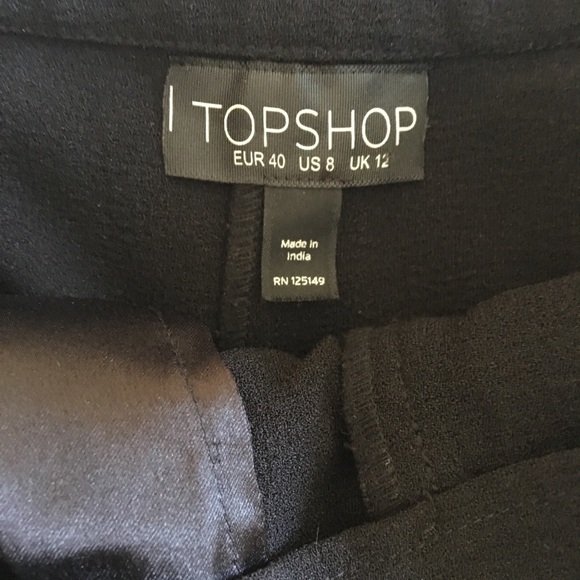 TOPSHOP
EUR 40 US 8 UK 12
Made in
India
RN 125149